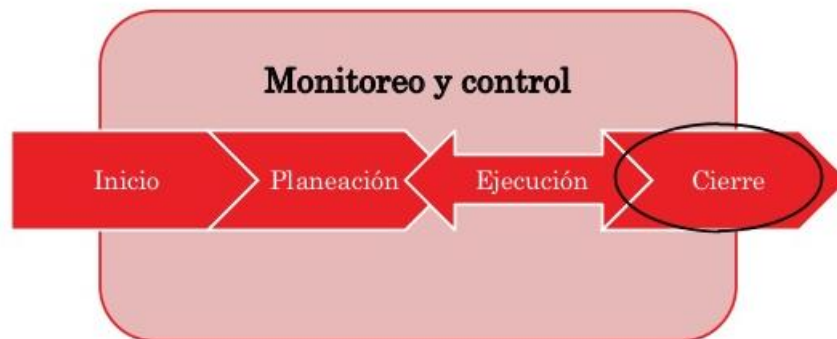 Monitoreo y control
Inicio
Planeación
Ejecución
Cierre